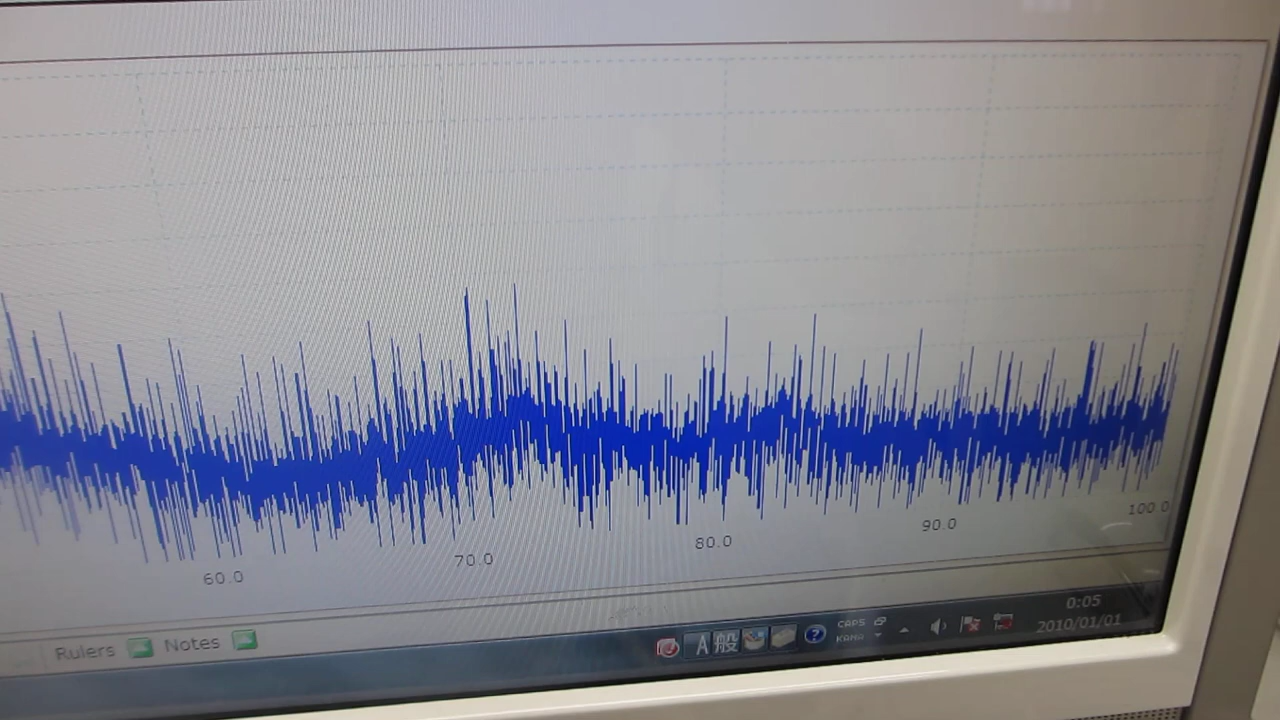 60.0
70.0
80.0
90.0
100.0
Rulers
Notes
A 般
?
CAPS
KANA
0:05
2010/01/01